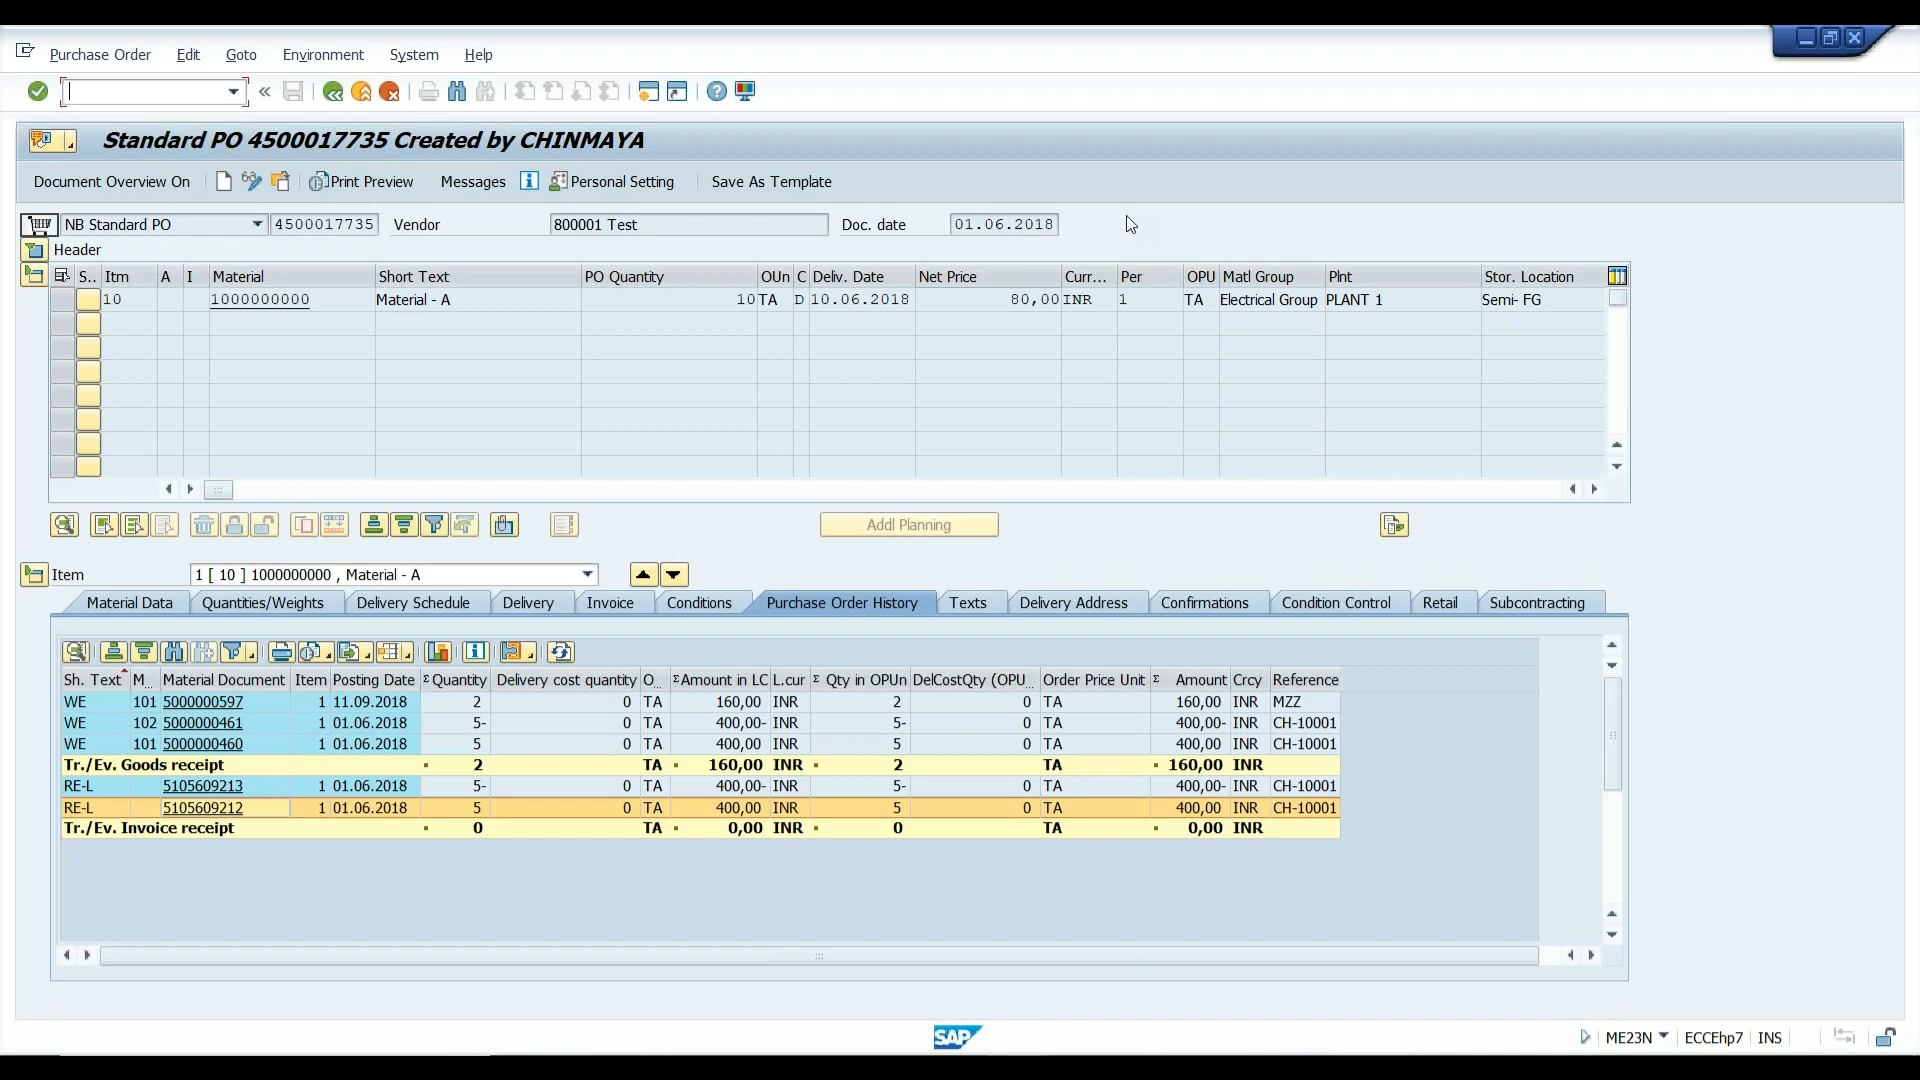 Purchase Order Edit Goto Environment System Help
Standard PO 4500017735 Created by CHINMAYA
Document Overview On Print Preview Messages Personal Setting Save As Template
NB Standard PO 4500017735 Vendor 800001 Test Doc. date 01.06.2018
Header
S.. Itm A I Material Short Text PO Quantity OUn C Deliv. Date Net Price Curr... Per OPU Matl Group Plnt Stor. Location
10 1000000000 Material - A 10 TA D 10.06.2018 80,00 INR 1 TA Electrical Group PLANT 1 Semi- FG
Addl Planning
Item 1 [ 10 ] 1000000000 , Material - A
Material Data Quantities/Weights Delivery Schedule Delivery Invoice Conditions Purchase Order History Texts Delivery Address Confirmations Condition Control Retail Subcontracting
Sh. Text M... Material Document Item Posting Date Σ Quantity Delivery cost quantity O... Σ Amount in LC L.cur Σ Qty in OPUn DelCostQty (OPU... Order Price Unit Σ Amount Crcy Reference
WE 101 5000000597 1 11.09.2018 2 0 TA 160,00 INR 2 0 TA 160,00 INR MZZ
WE 102 5000000461 1 01.06.2018 5- 0 TA 400,00- INR 5- 0 TA 400,00- INR CH-10001
WE 101 5000000460 1 01.06.2018 5 0 TA 400,00 INR 5 0 TA 400,00 INR CH-10001
Tr./Ev. Goods receipt 2 TA 160,00 INR 2 TA 160,00 INR
RE-L 5105609213 1 01.06.2018 5- 0 TA 400,00- INR 5- 0 TA 400,00- INR CH-10001
RE-L 5105609212 1 01.06.2018 5 0 TA 400,00 INR 5 0 TA 400,00 INR CH-10001
Tr./Ev. Invoice receipt 0 TA 0,00 INR 0 TA 0,00 INR
SAP ME23N ECCEhp7 INS